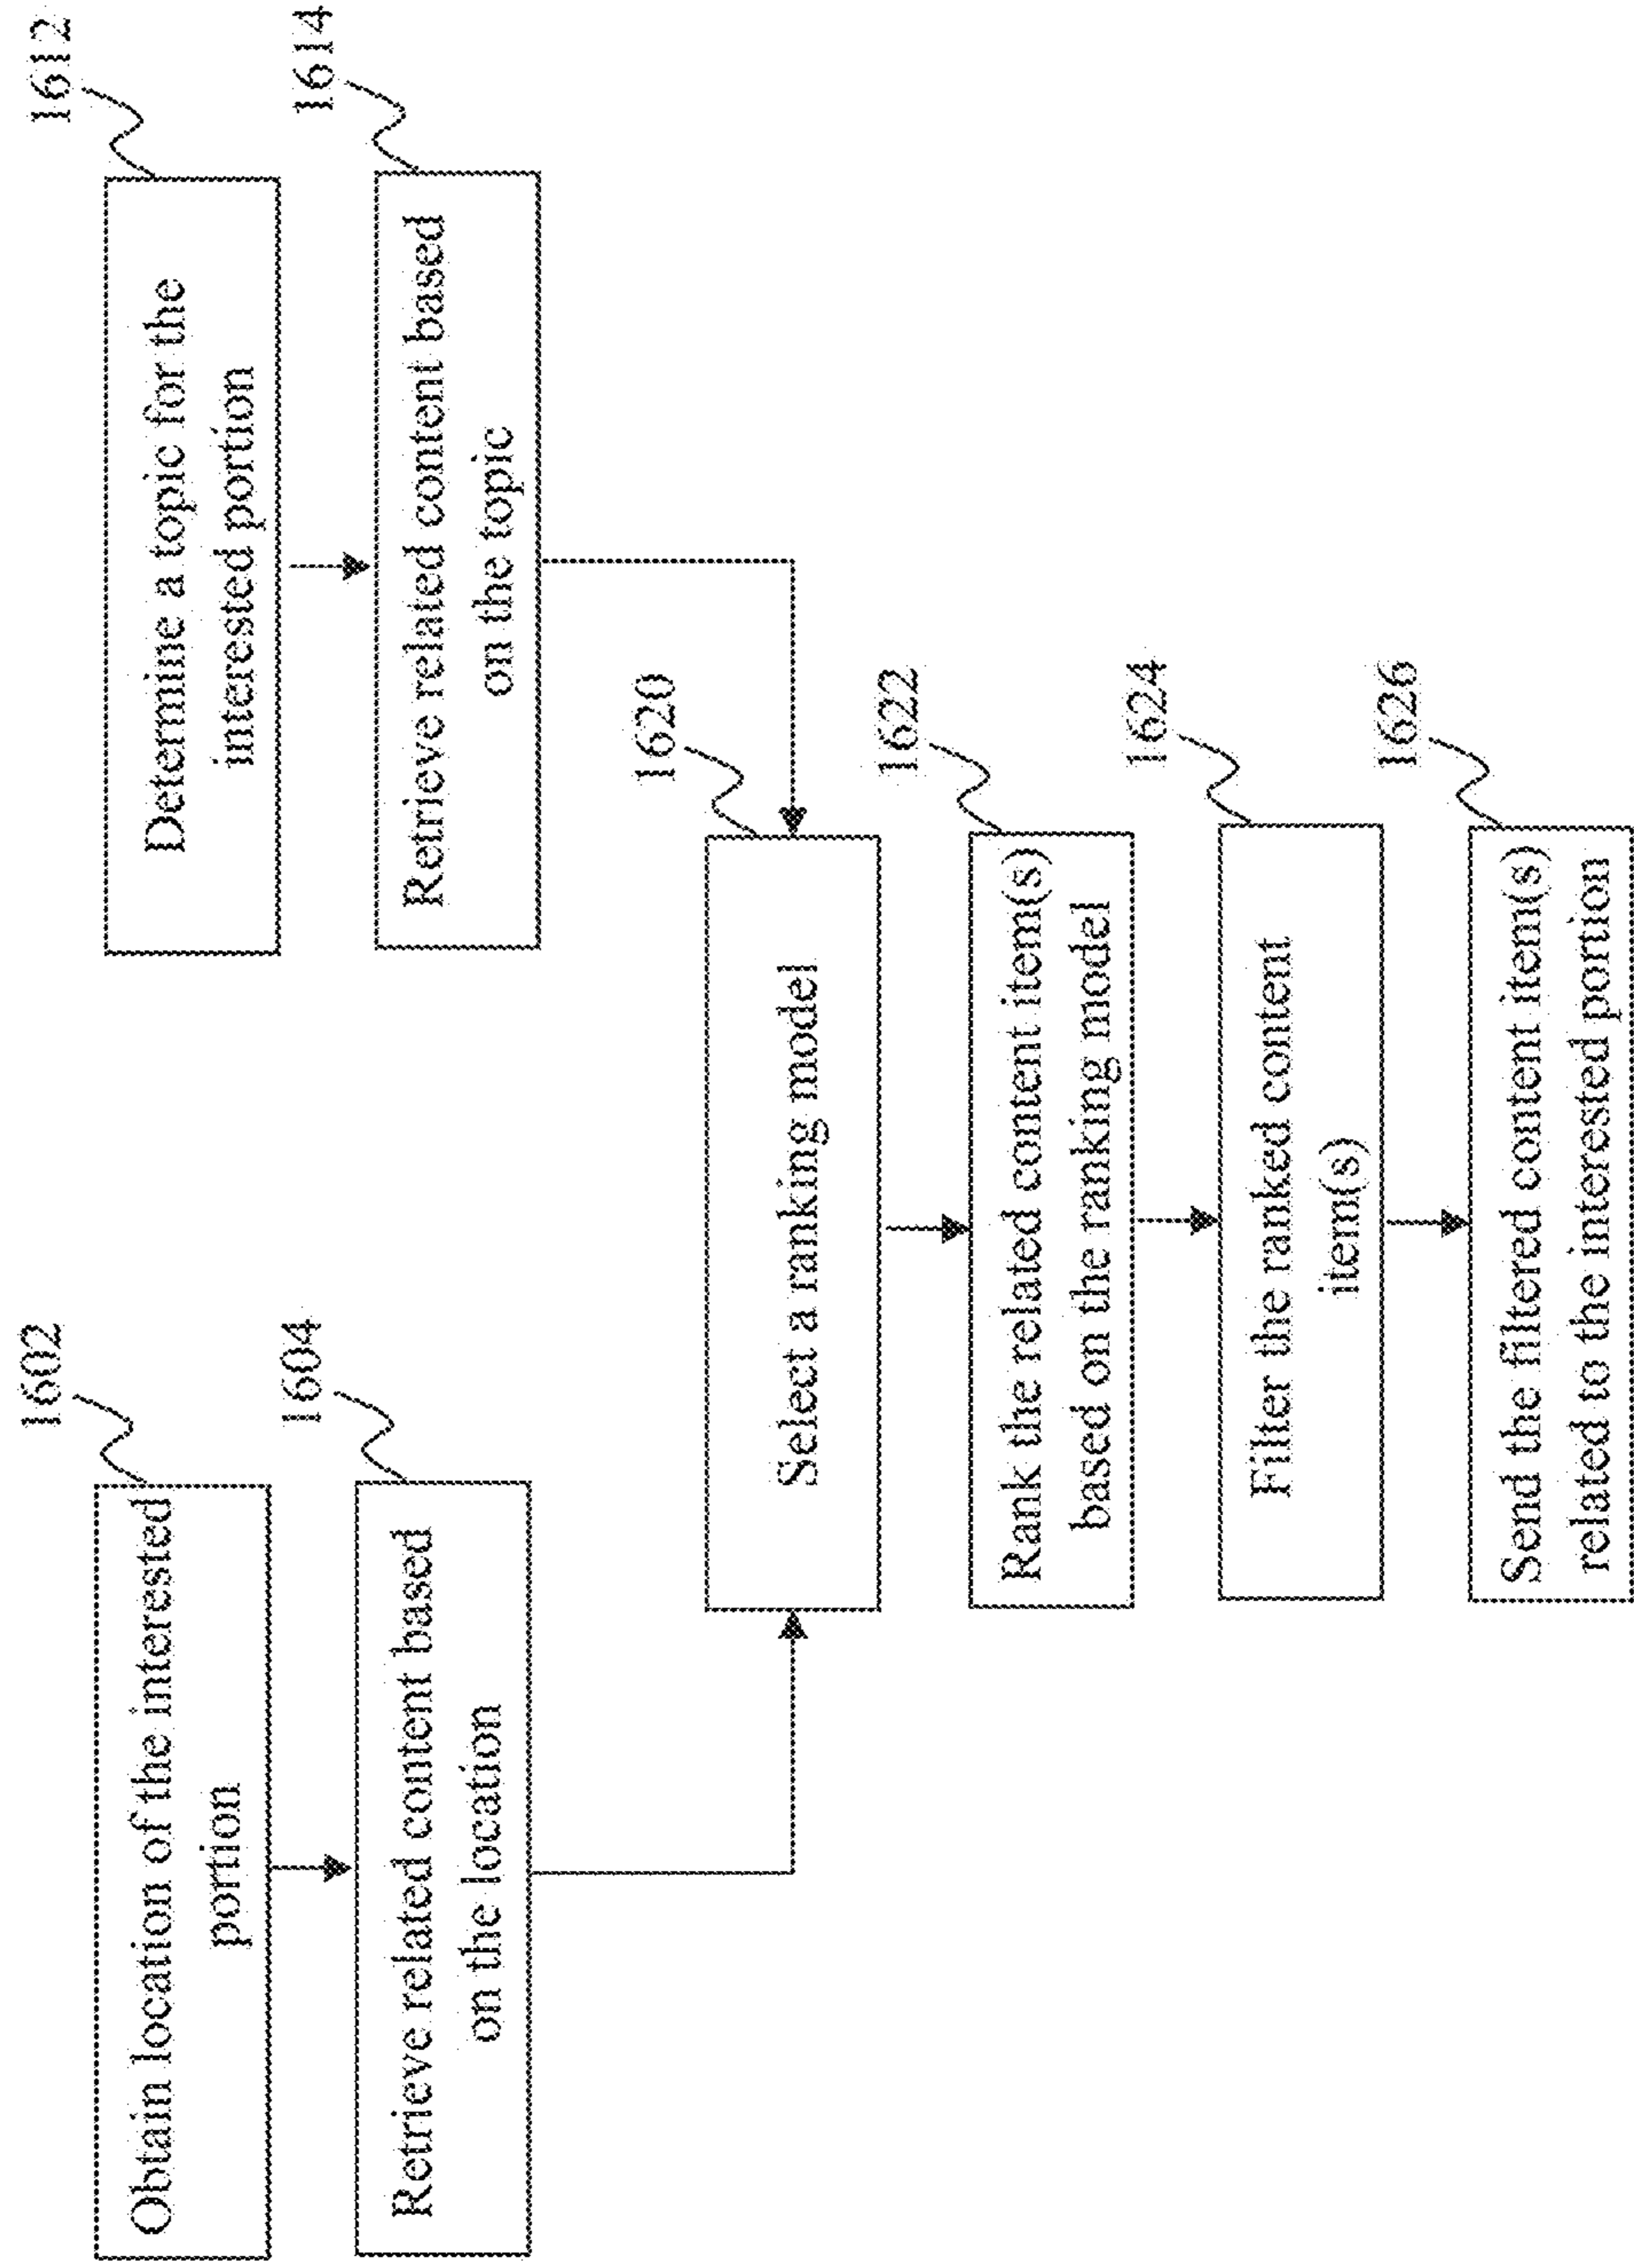 1602
Obtain location of the interested
portion
1604
Retrieve related content based
on the location
1612
Determine a topic for the
interested portion
1614
Retrieve related content based
on the topic
1620
Select a ranking model
1622
Rank the related content item(s)
based on the ranking model
1624
Filter the ranked content
item(s)
1626
Send the filtered content item(s)
related to the interested portion